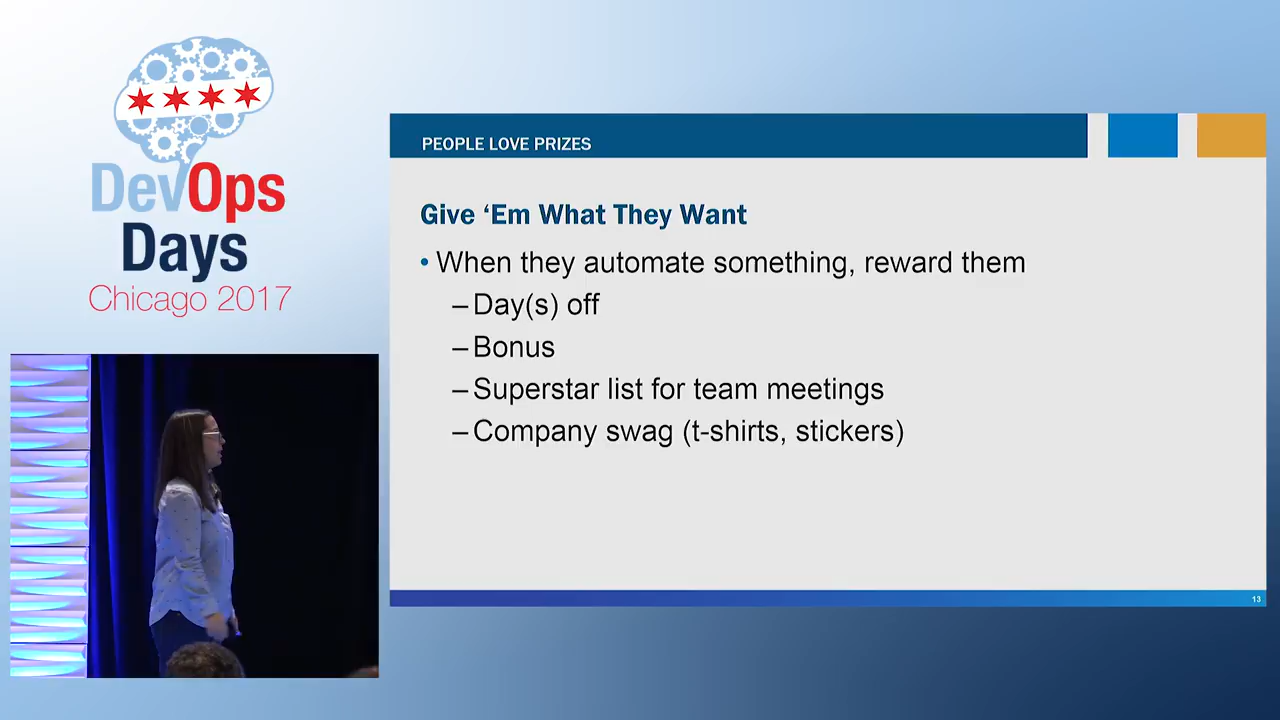 DevOps
Days
Chicago 2017
PEOPLE LOVE PRIZES
Give ‘Em What They Want
• When they automate something, reward them
– Day(s) off
– Bonus
– Superstar list for team meetings
– Company swag (t-shirts, stickers)
13